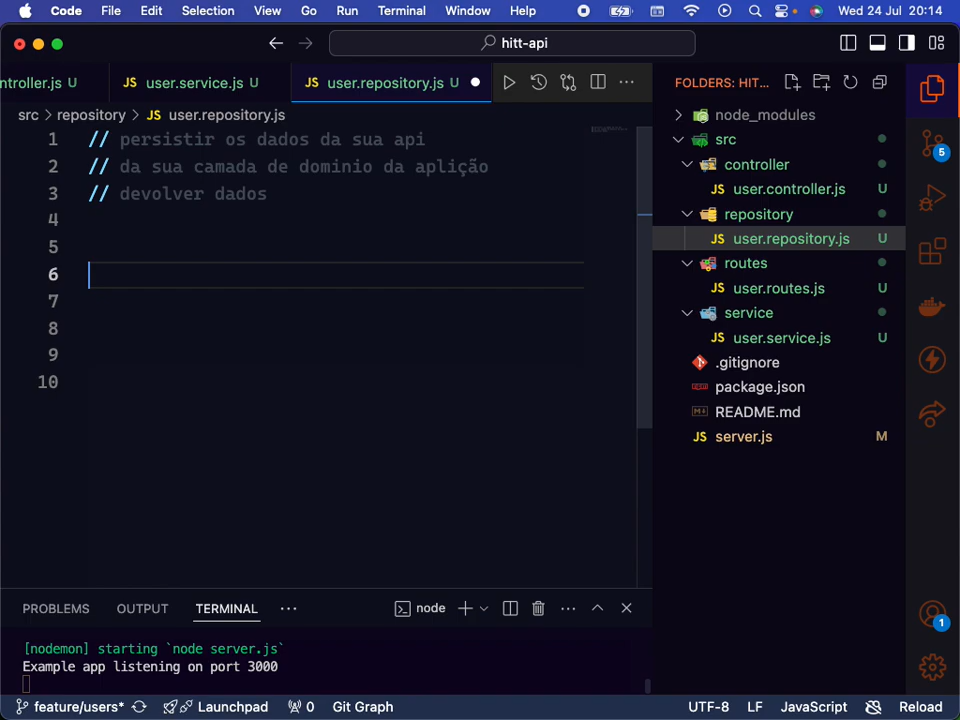 Code File Edit Selection View Go Run Terminal Window Help Wed 24 Jul 20:14
hitt-api
ntroller.js U JS user.service.js U JS user.repository.js U
src > repository > JS user.repository.js
1 // persistir os dados da sua api
2 // da sua camada de dominio da aplição
3 // devolver dados
4
5
6
7
8
9
10
FOLDERS: HIT...
node_modules
src
controller
JS user.controller.js U
repository
JS user.repository.js U
routes
JS user.routes.js U
service
JS user.service.js U
.gitignore
package.json
README.md
JS server.js M
5
1
PROBLEMS OUTPUT TERMINAL ... node
[nodemon] starting `node server.js`
Example app listening on port 3000
feature/users* Launchpad 0 Git Graph UTF-8 LF JavaScript Reload